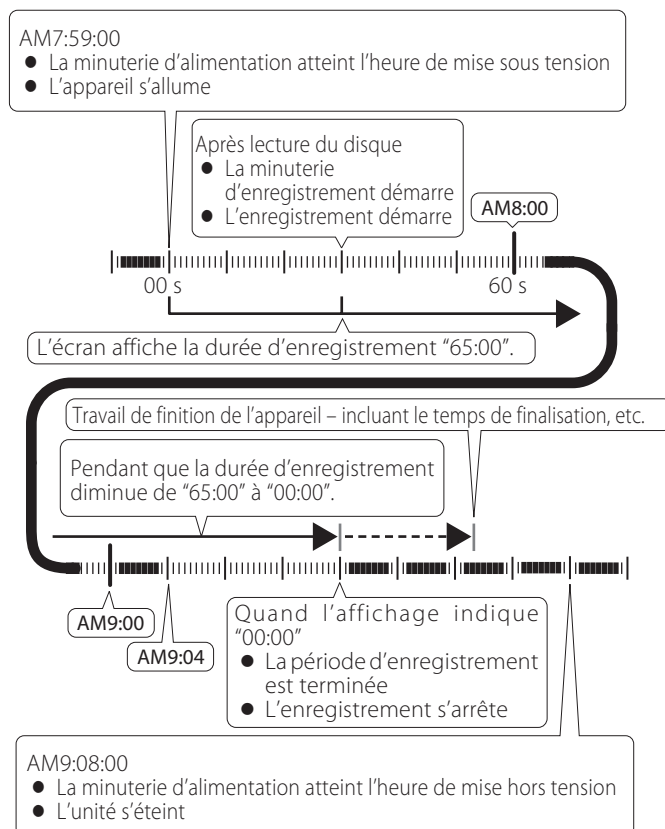 AM7:59:00
● La minuterie d’alimentation atteint l’heure de mise sous tension
● L’appareil s’allume
Après lecture du disque
● La minuterie
d’enregistrement démarre
● L’enregistrement démarre
AM8:00
00 s
60 s
L’écran affiche la durée d’enregistrement “65:00”.
Travail de finition de l’appareil – incluant le temps de finalisation, etc.
Pendant que la durée d’enregistrement
diminue de “65:00” à “00:00”.
AM9:00
AM9:04
Quand l’affichage indique
“00:00”
● La période d’enregistrement
est terminée
● L’enregistrement s’arrête
AM9:08:00
● La minuterie d’alimentation atteint l’heure de mise hors tension
● L’unité s’éteint